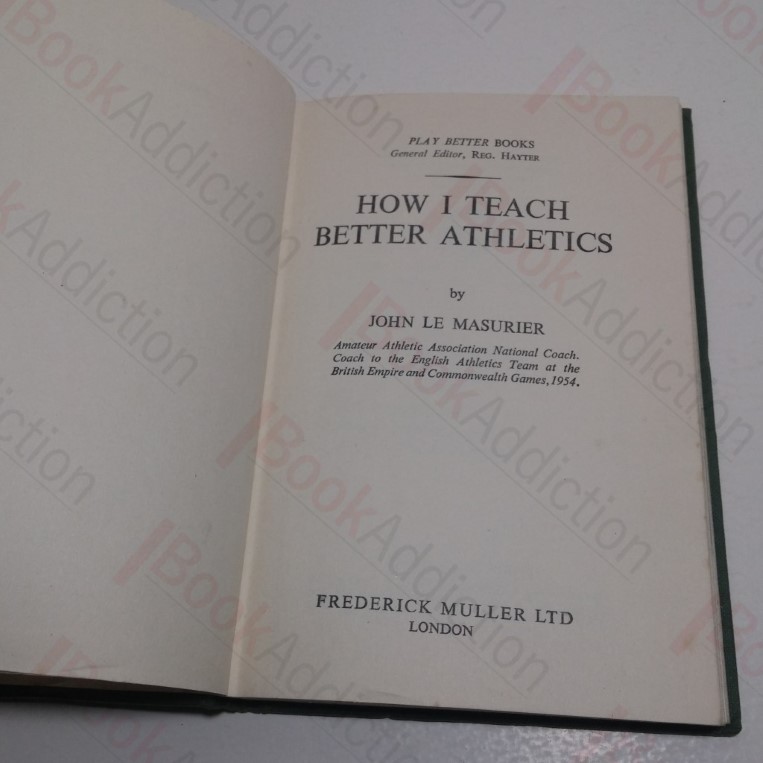 PLAY BETTER BOOKS
General Editor, REG. HAYTER
HOW I TEACH
BETTER ATHLETICS
by
JOHN LE MASURIER
Amateur Athletic Association National Coach.
Coach to the English Athletics Team at the
British Empire and Commonwealth Games, 1954.
FREDERICK MULLER LTD
LONDON
BookAddiction